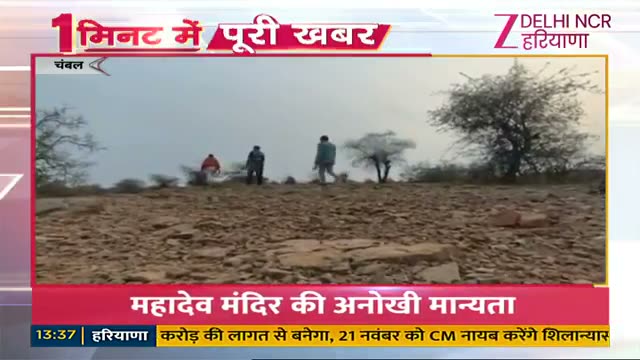 1 मिनट में पूरी खबर
Z DELHI NCR
हरियाणा
चंबल
महादेव मंदिर की अनोखी मान्यता
13:37 हरियाणा करोड़ की लागत से बनेगा, 21 नवंबर को CM नायब करेंगे शिलान्यास